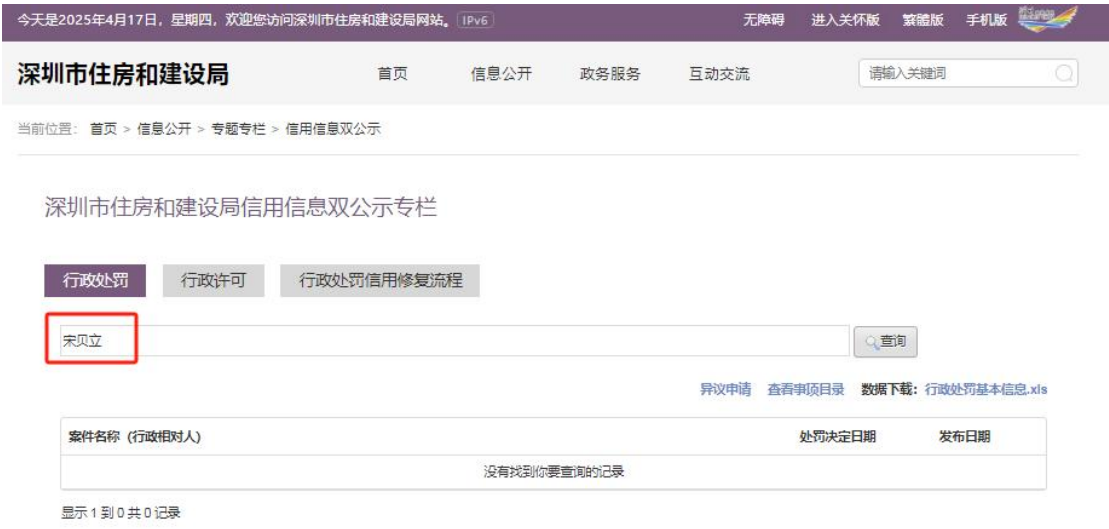 今天是2025年4月17日，星期四，欢迎您访问深圳市住房和建设局网站。 IPv6 无障碍 进入关怀版 繁體版 手机版
深圳市住房和建设局 首页 信息公开 政务服务 互动交流 请输入关键词
当前位置： 首页 > 信息公开 > 专题专栏 > 信用信息双公示
深圳市住房和建设局信用信息双公示专栏
行政处罚 行政许可 行政处罚信用修复流程
宋贝立 查询
异议申请 查看事项目录 数据下载：行政处罚基本信息.xls
案件名称（行政相对人） 处罚决定日期 发布日期
没有找到你要查询的记录
显示 1 到 0 共 0 记录